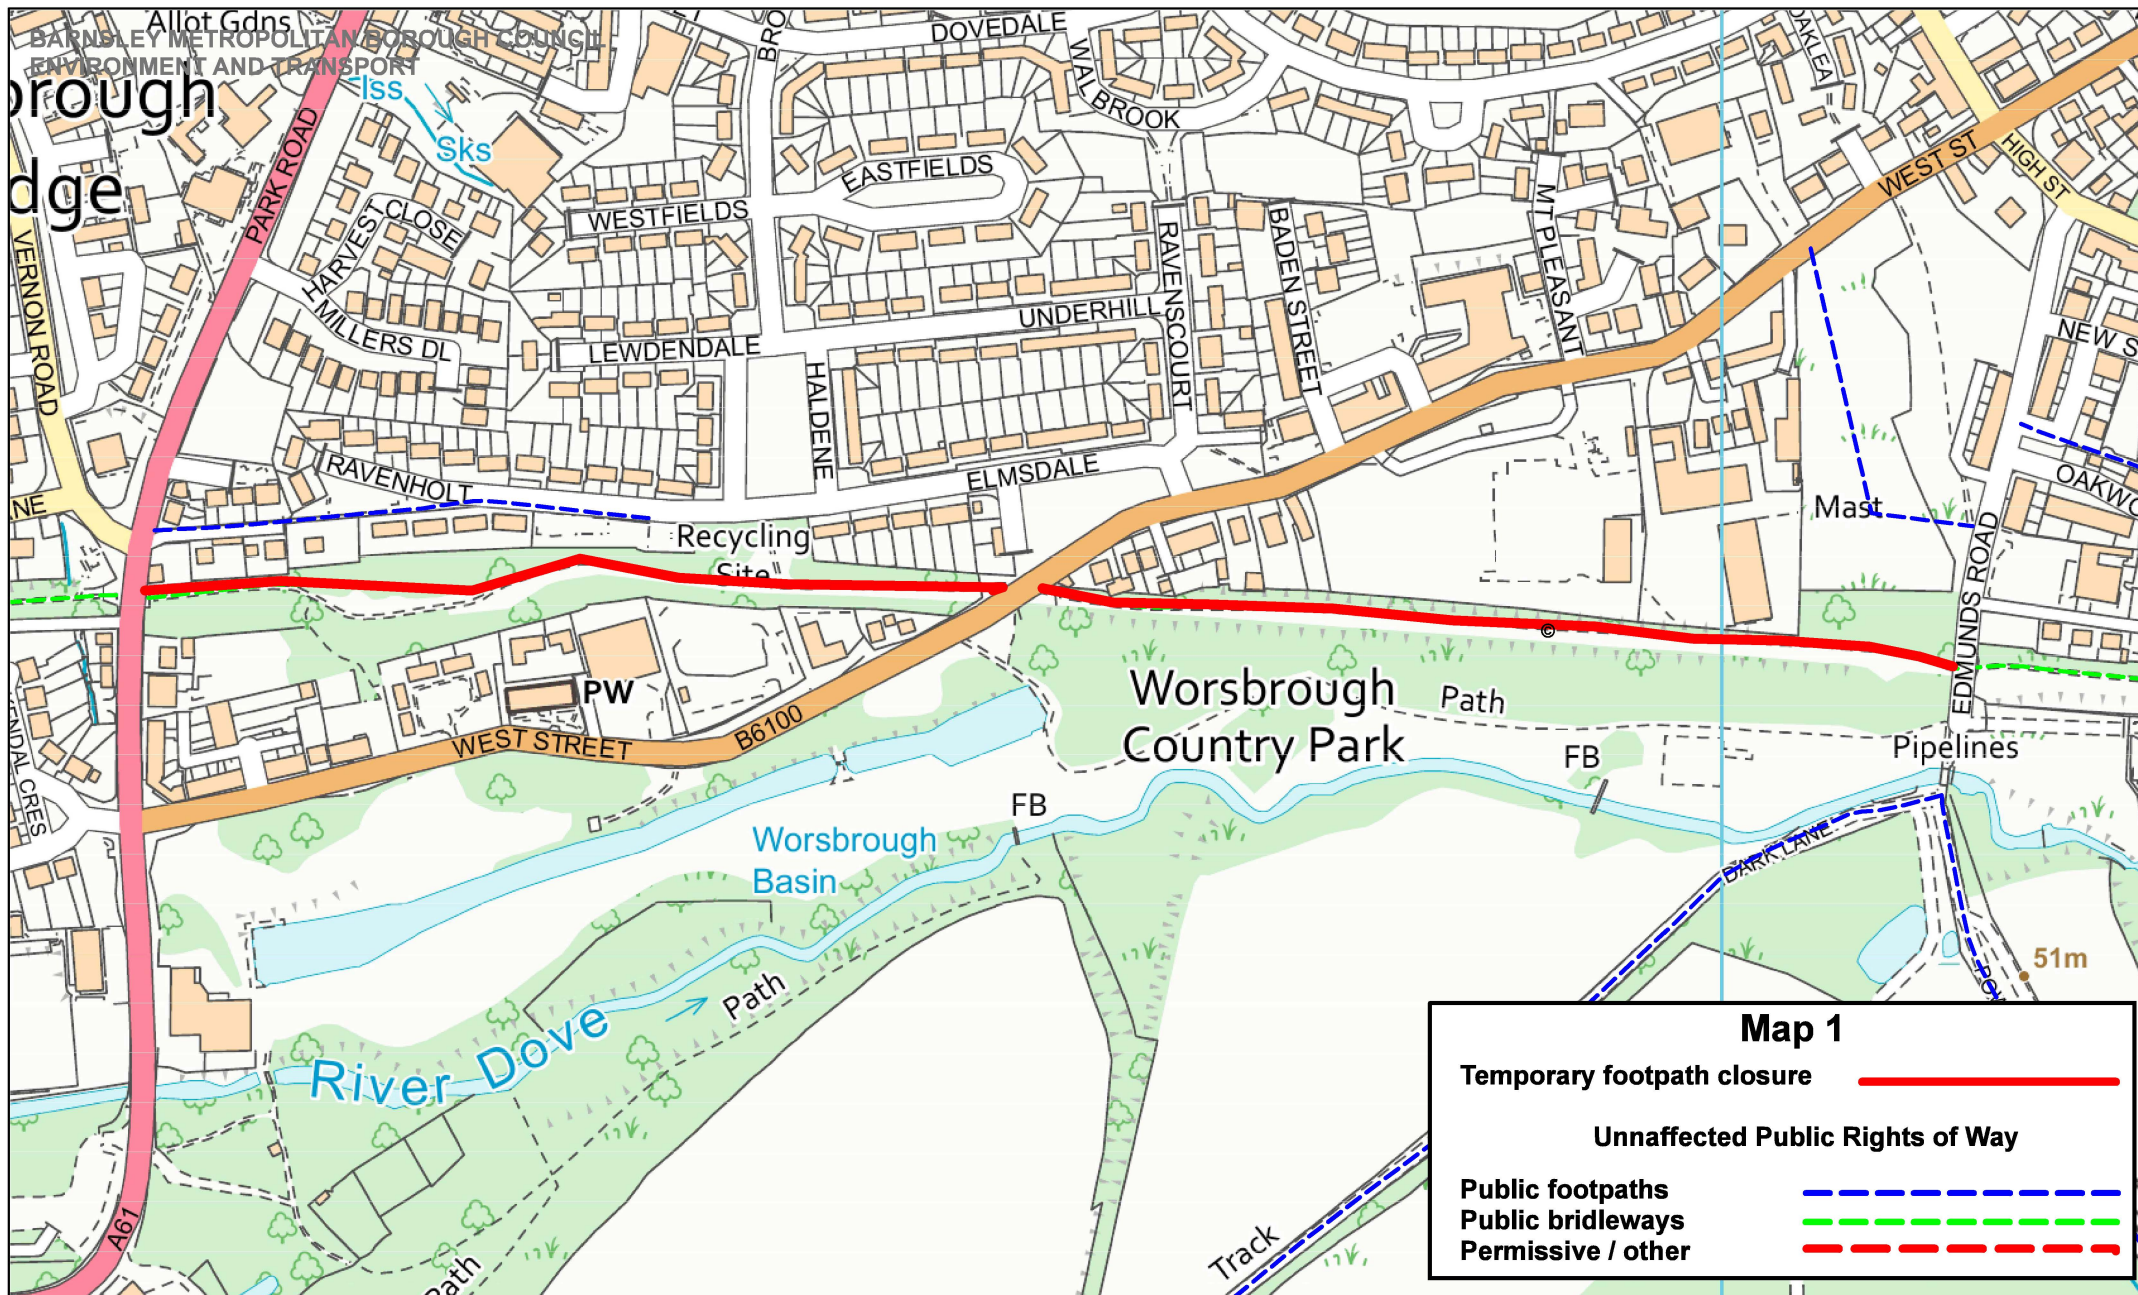 Allot Gdns
BARNSLEY METROPOLITAN BOROUGH COUNCIL
ENVIRONMENT AND TRANSPORT
orough
dge
Iss
Sks
PARK ROAD
VERNON ROAD
HARVEST
CLOSE
MILLERS DL
BRO
DOVEDALE
WALBROOK
EASTFIELDS
WESTFIELDS
UNDERHILL
LEWDENDALE
HALDENE
RAVENSCOURT
BADEN STREET
MT PLEASANT
OAKLEA
WEST ST
HIGH ST
NEW S
OAKWO
RAVENHOLT
ELMSDALE
Recycling
Site
Mast
EDMUNDS ROAD
PW
WEST STREET
B6100
Worsbrough
Country Park
Path
FB
Pipelines
FB
Worsbrough
Basin
DARK LANE
River Dove
Path
51m
A61
Path
Track
©
Map 1
Temporary footpath closure
Unnaffected Public Rights of Way
Public footpaths
Public bridleways
Permissive / other